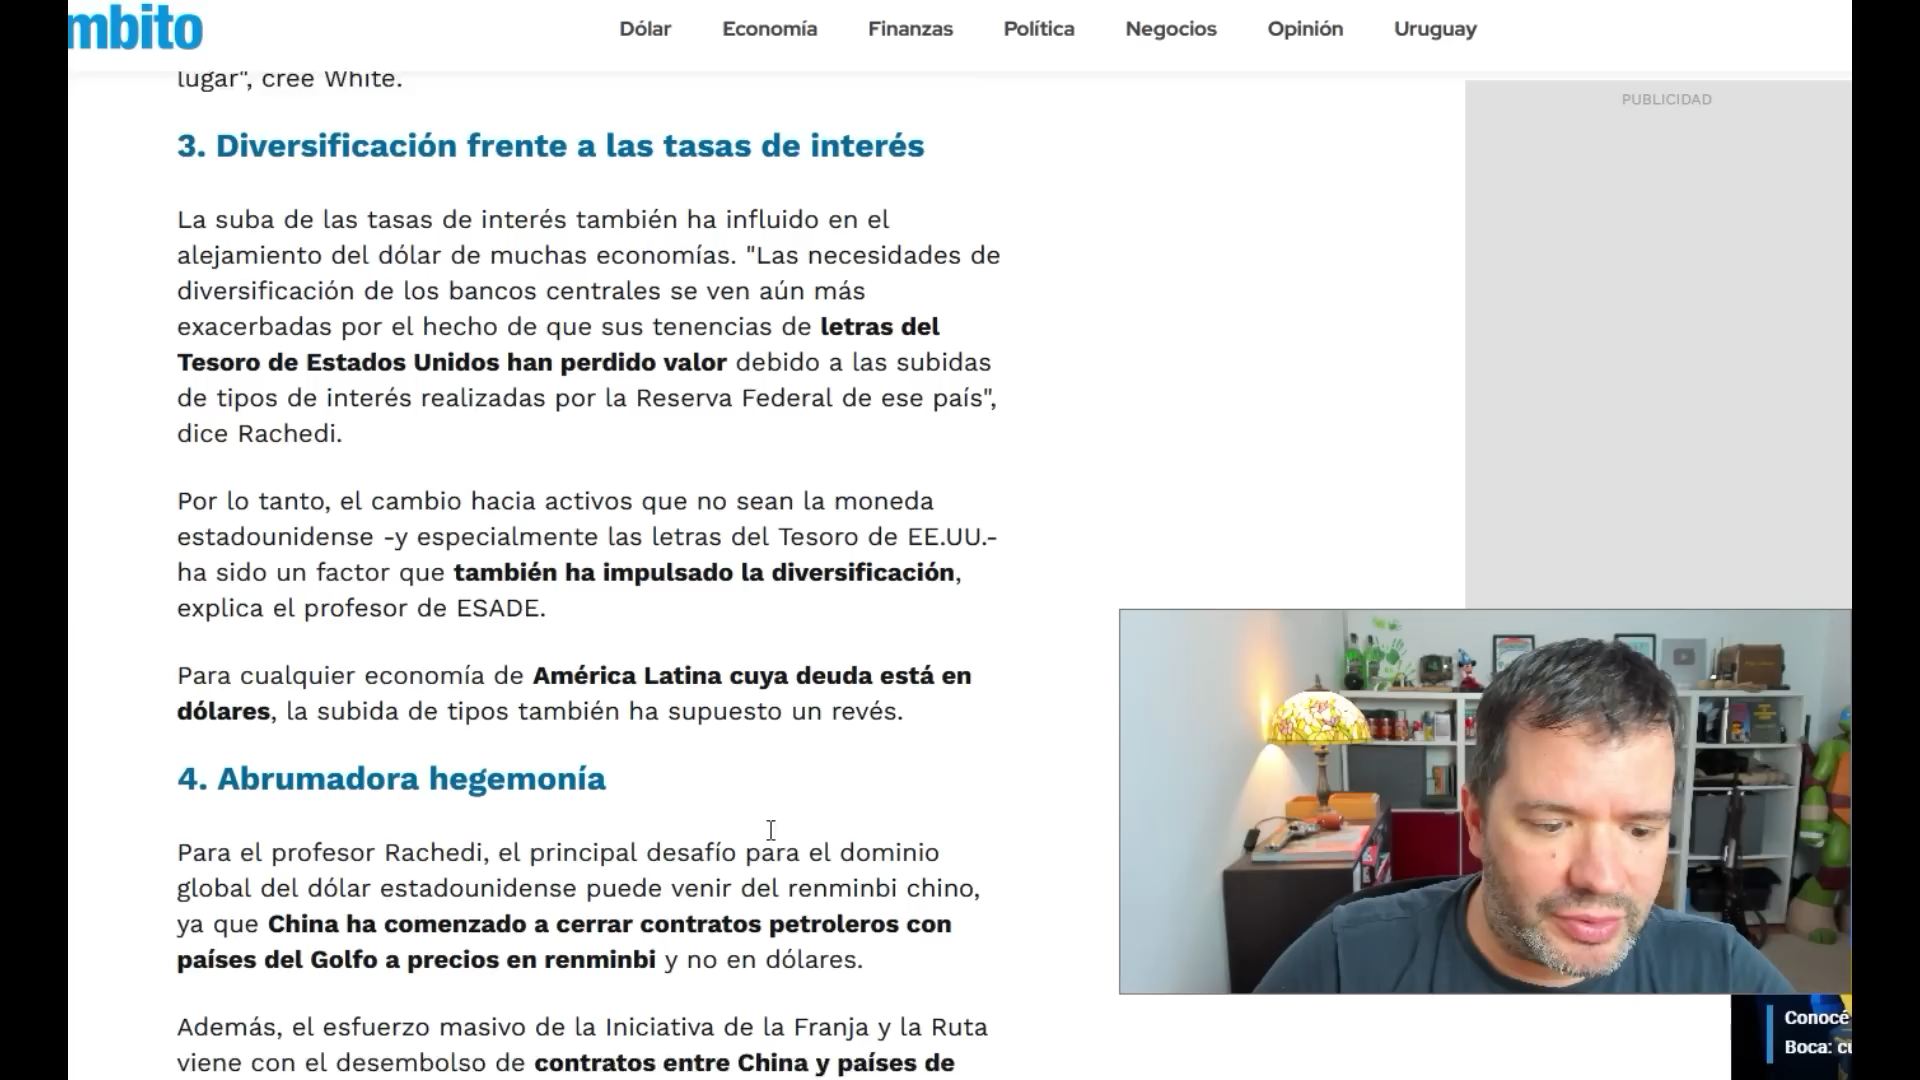 mbito
Dólar Economía Finanzas Política Negocios Opinión Uruguay
lugar", cree White.
PUBLICIDAD
3. Diversificación frente a las tasas de interés
La suba de las tasas de interés también ha influido en el
alejamiento del dólar de muchas economías. "Las necesidades de
diversificación de los bancos centrales se ven aún más
exacerbadas por el hecho de que sus tenencias de letras del
Tesoro de Estados Unidos han perdido valor debido a las subidas
de tipos de interés realizadas por la Reserva Federal de ese país",
dice Rachedi.
Por lo tanto, el cambio hacia activos que no sean la moneda
estadounidense -y especialmente las letras del Tesoro de EE.UU.-
ha sido un factor que también ha impulsado la diversificación,
explica el profesor de ESADE.
Para cualquier economía de América Latina cuya deuda está en
dólares, la subida de tipos también ha supuesto un revés.
4. Abrumadora hegemonía
Para el profesor Rachedi, el principal desafío para el dominio
global del dólar estadounidense puede venir del renminbi chino,
ya que China ha comenzado a cerrar contratos petroleros con
países del Golfo a precios en renminbi y no en dólares.
Además, el esfuerzo masivo de la Iniciativa de la Franja y la Ruta
viene con el desembolso de contratos entre China y países de
Conocé
Boca: cu